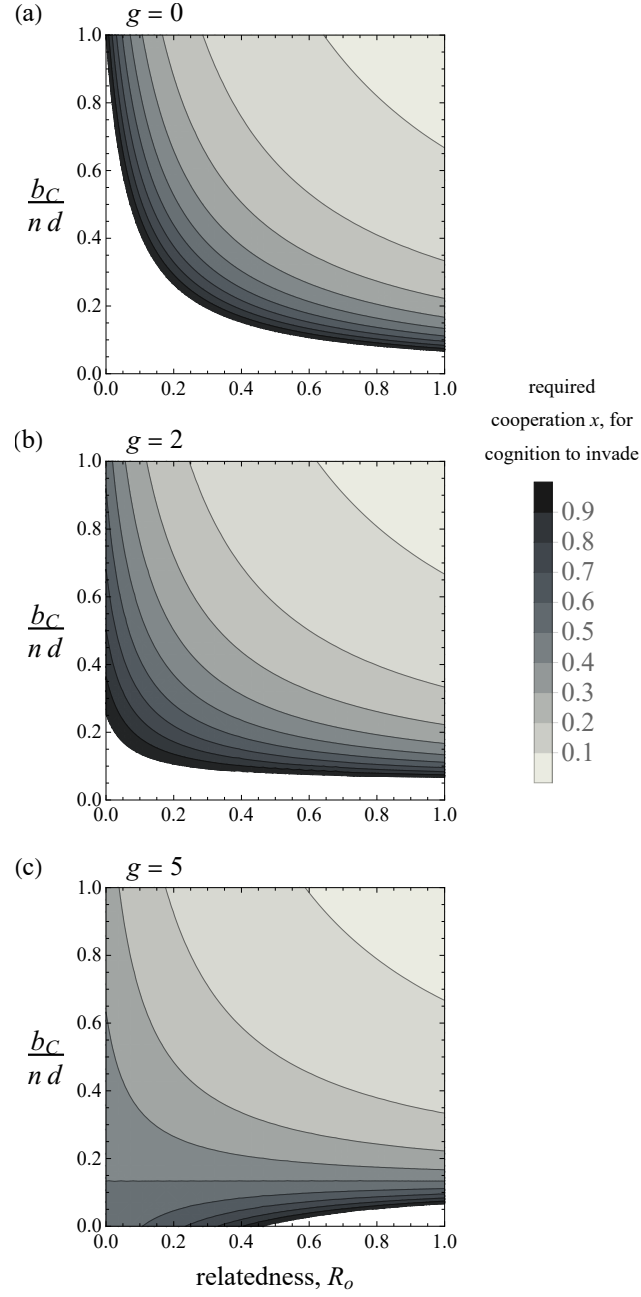 (a)
g = 0
1.0
0.8
0.6
0.4
0.2
0.0
b_C
n d
0.0 0.2 0.4 0.6 0.8 1.0
(b)
g = 2
1.0
0.8
0.6
0.4
0.2
0.0
b_C
n d
0.0 0.2 0.4 0.6 0.8 1.0
(c)
g = 5
1.0
0.8
0.6
0.4
0.2
0.0
b_C
n d
0.0 0.2 0.4 0.6 0.8 1.0
relatedness, R_o
required
cooperation x, for
cognition to invade
0.9
0.8
0.7
0.6
0.5
0.4
0.3
0.2
0.1